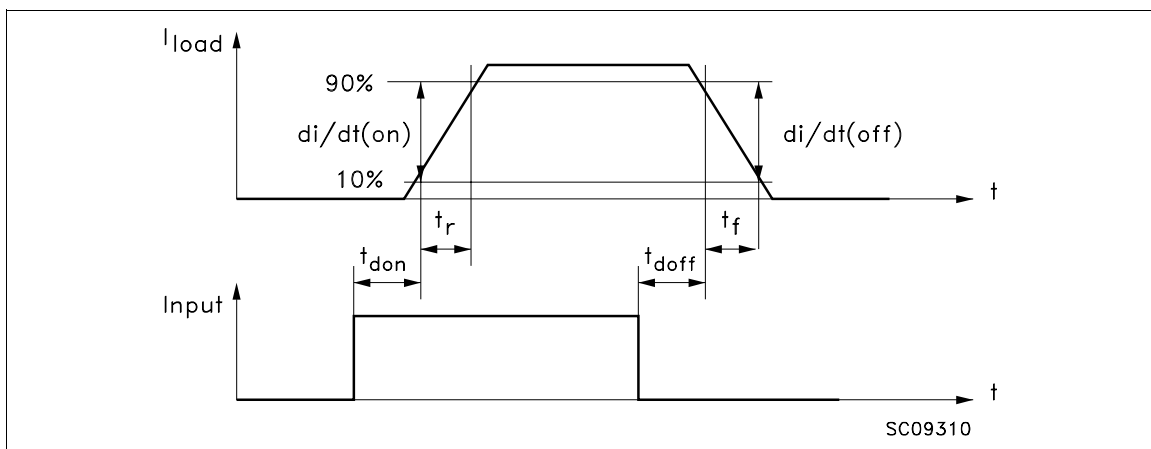 I load
90%
di/dt(on)
di/dt(off)
10%
t
t r
t f
t don
t doff
Input
t
SC09310